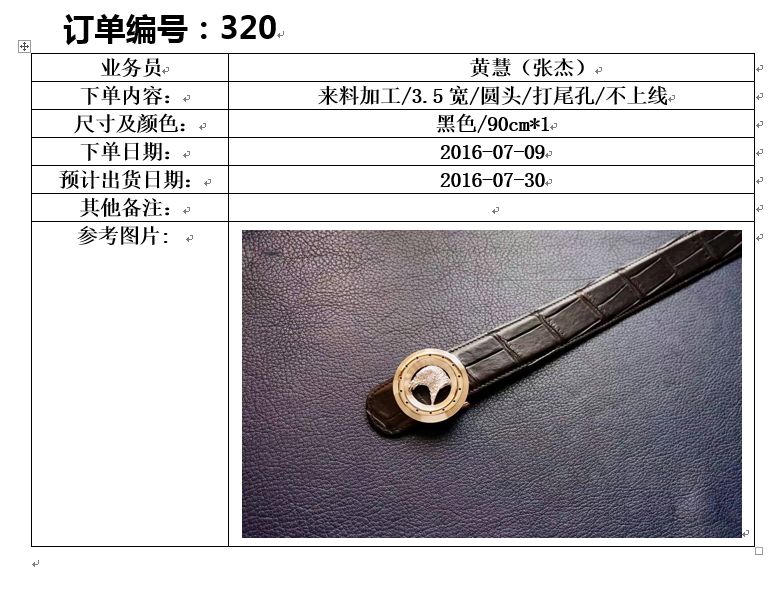 订单编号：320
业务员 黄慧（张杰）
下单内容： 来料加工/3.5宽/圆头/打尾孔/不上线
尺寸及颜色： 黑色/90cm*1
下单日期： 2016-07-09
预计出货日期： 2016-07-30
其他备注：
参考图片：